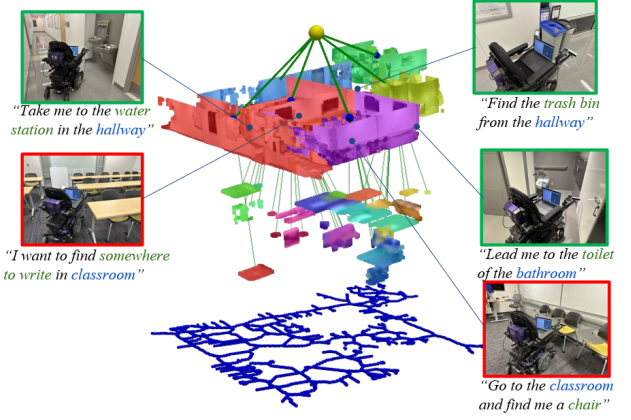 “Take me to the water
station in the hallway”
“Find the trash bin
from the hallway”
“I want to find somewhere
to write in classroom”
“Lead me to the toilet
of the bathroom”
“Go to the classroom
and find me a chair”